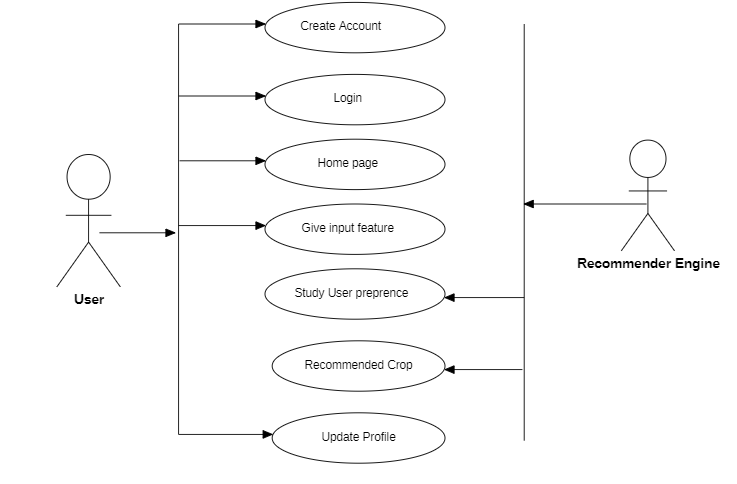 Create Account
Login
Home page
Give input feature
Study User preprence
Recommended Crop
Update Profile
User
Recommender Engine